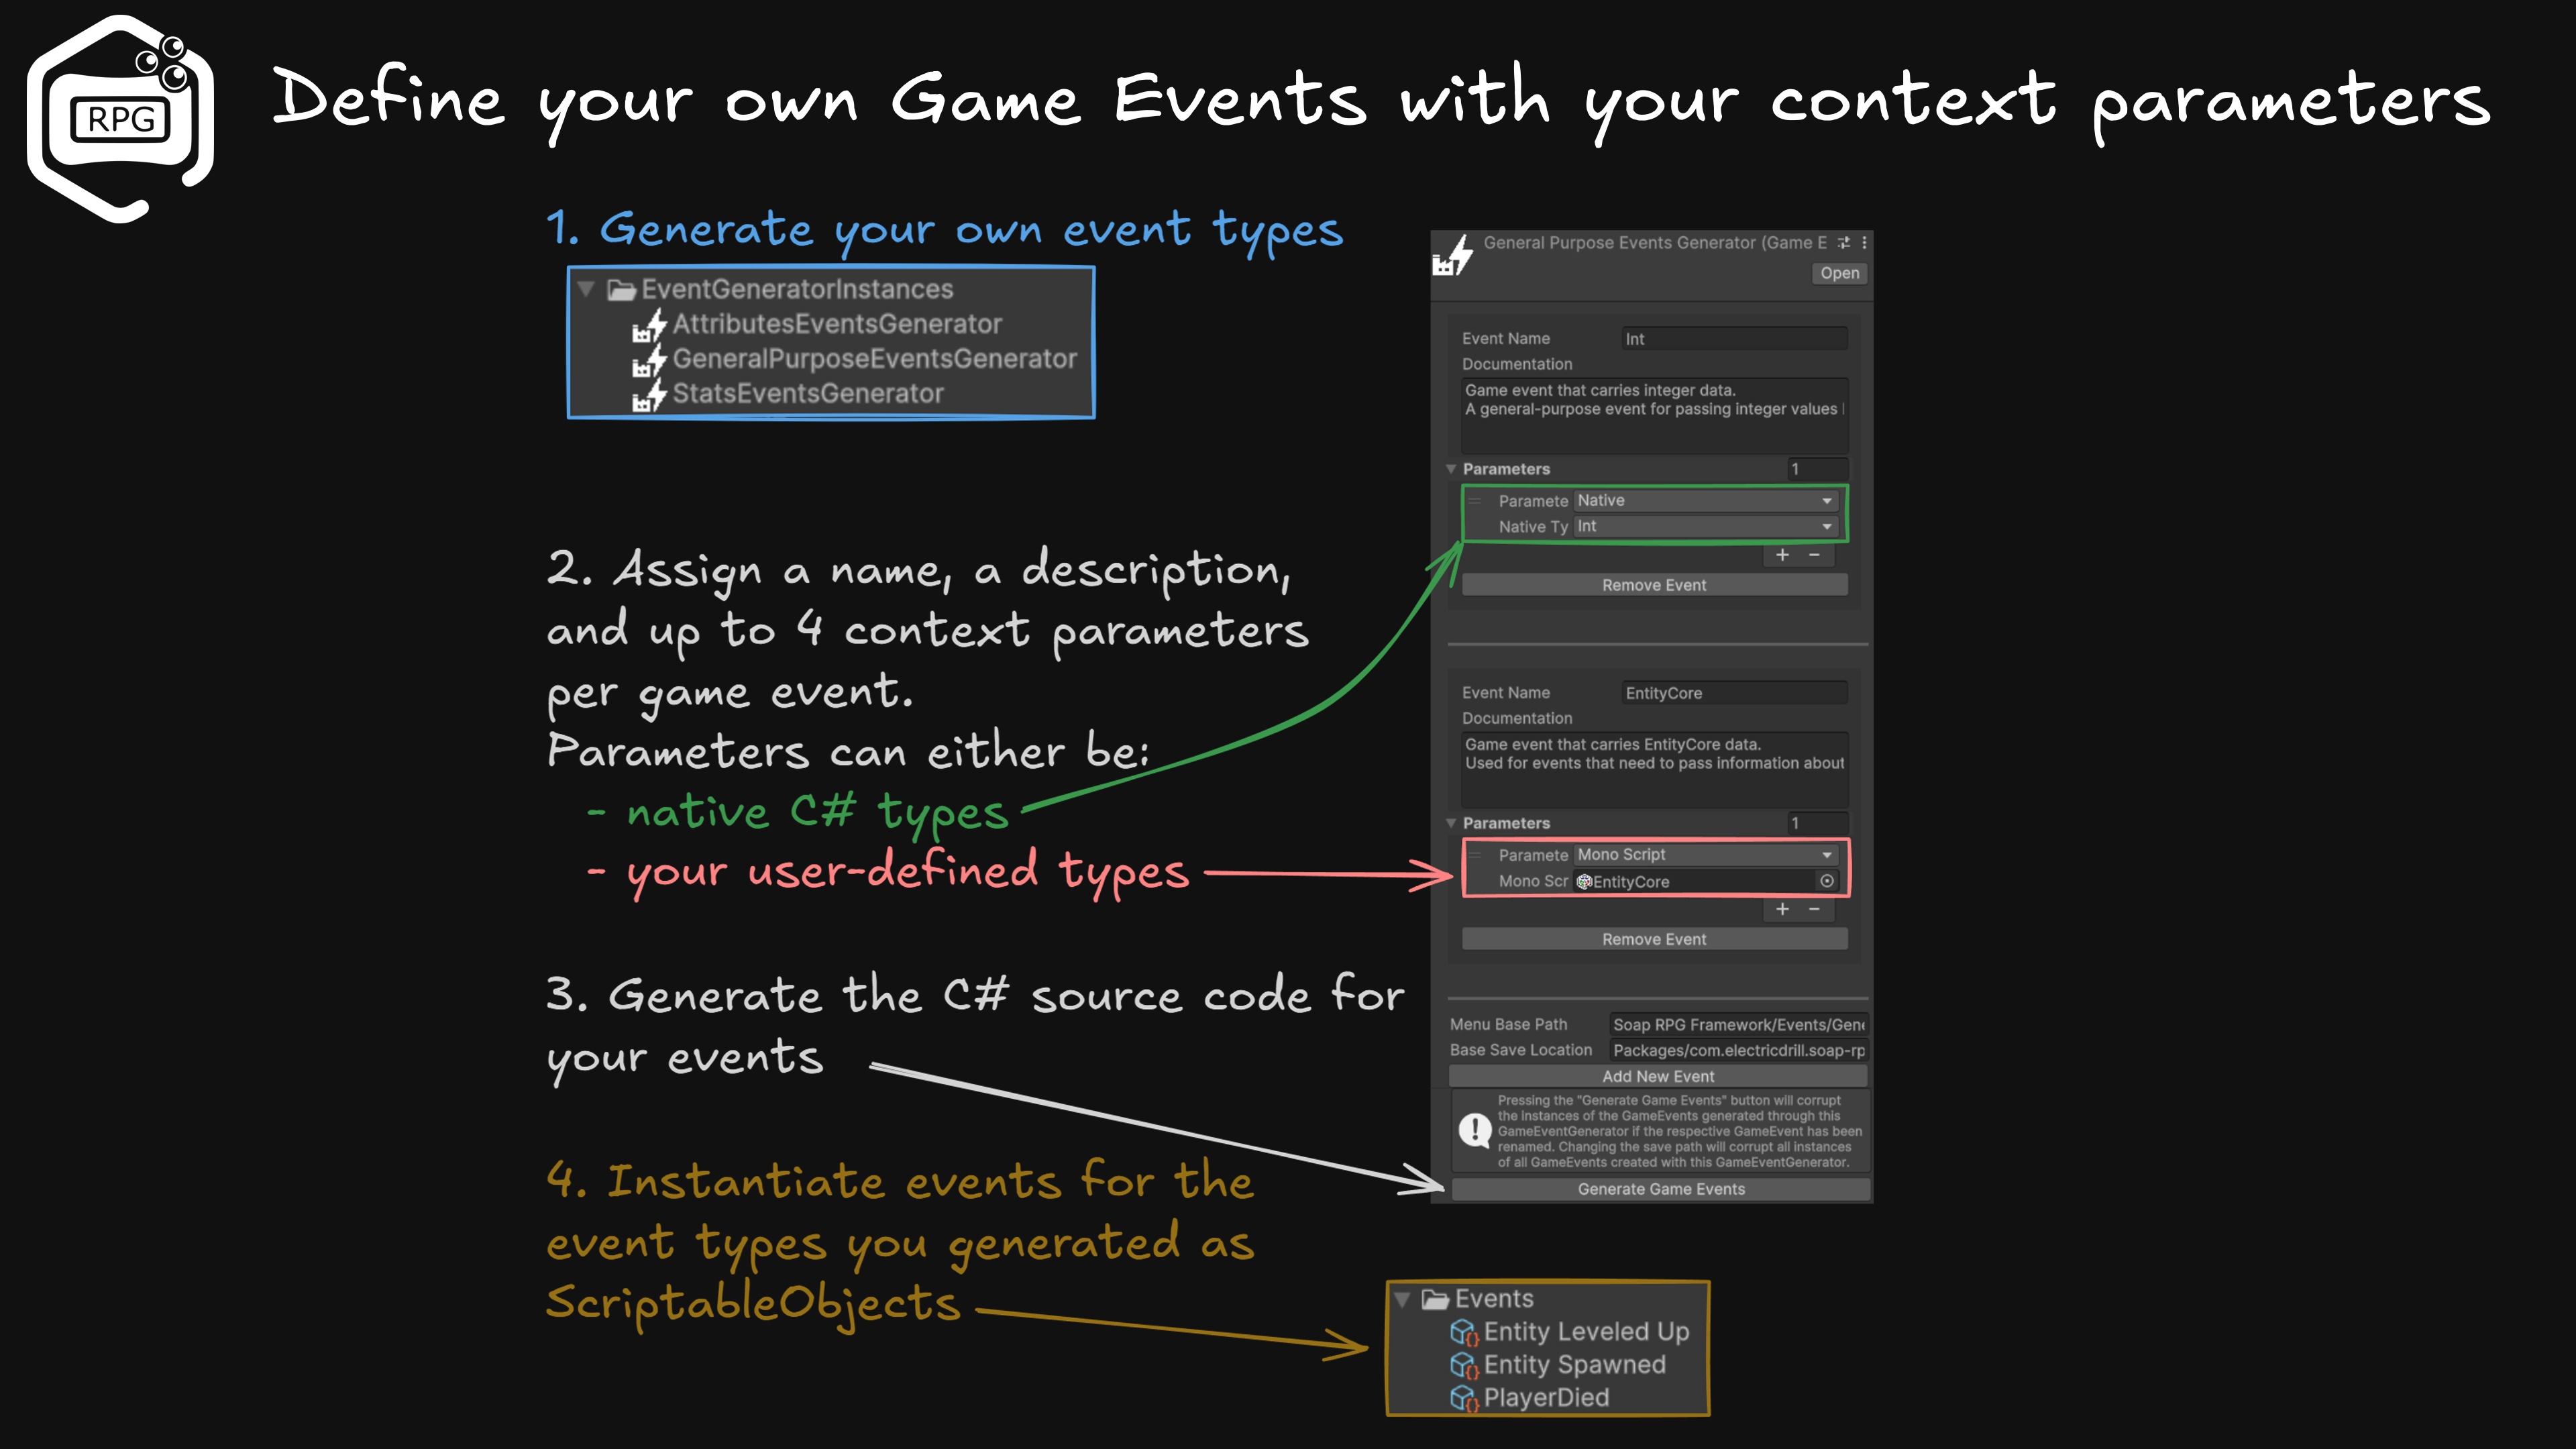 RPG
Define your own Game Events with your context parameters
1. Generate your own event types
EventGeneratorInstances
AttributesEventsGenerator
GeneralPurposeEventsGenerator
StatsEventsGenerator
2. Assign a name, a description,
and up to 4 context parameters
per game event.
Parameters can either be:
- native C# types
- your user-defined types
3. Generate the C# source code for
your events
4. Instantiate events for the
event types you generated as
ScriptableObjects
General Purpose Events Generator (Game E
Open
Event Name Int
Documentation
Game event that carries integer data.
A general-purpose event for passing integer values
Parameters 1
Paramete Native
Native Ty Int
+ −
Remove Event
Event Name EntityCore
Documentation
Game event that carries EntityCore data.
Used for events that need to pass information about
Parameters 1
Paramete Mono Script
Mono Scr EntityCore
+ −
Remove Event
Menu Base Path Soap RPG Framework/Events/Gene
Base Save Location Packages/com.electricdrill.soap-rp
Add New Event
Pressing the "Generate Game Events" button will corrupt
the instances of the GameEvents generated through this
GameEventGenerator if the respective GameEvent has been
renamed. Changing the save path will corrupt all instances
of all GameEvents created with this GameEventGenerator.
Generate Game Events
Events
Entity Leveled Up
Entity Spawned
PlayerDied